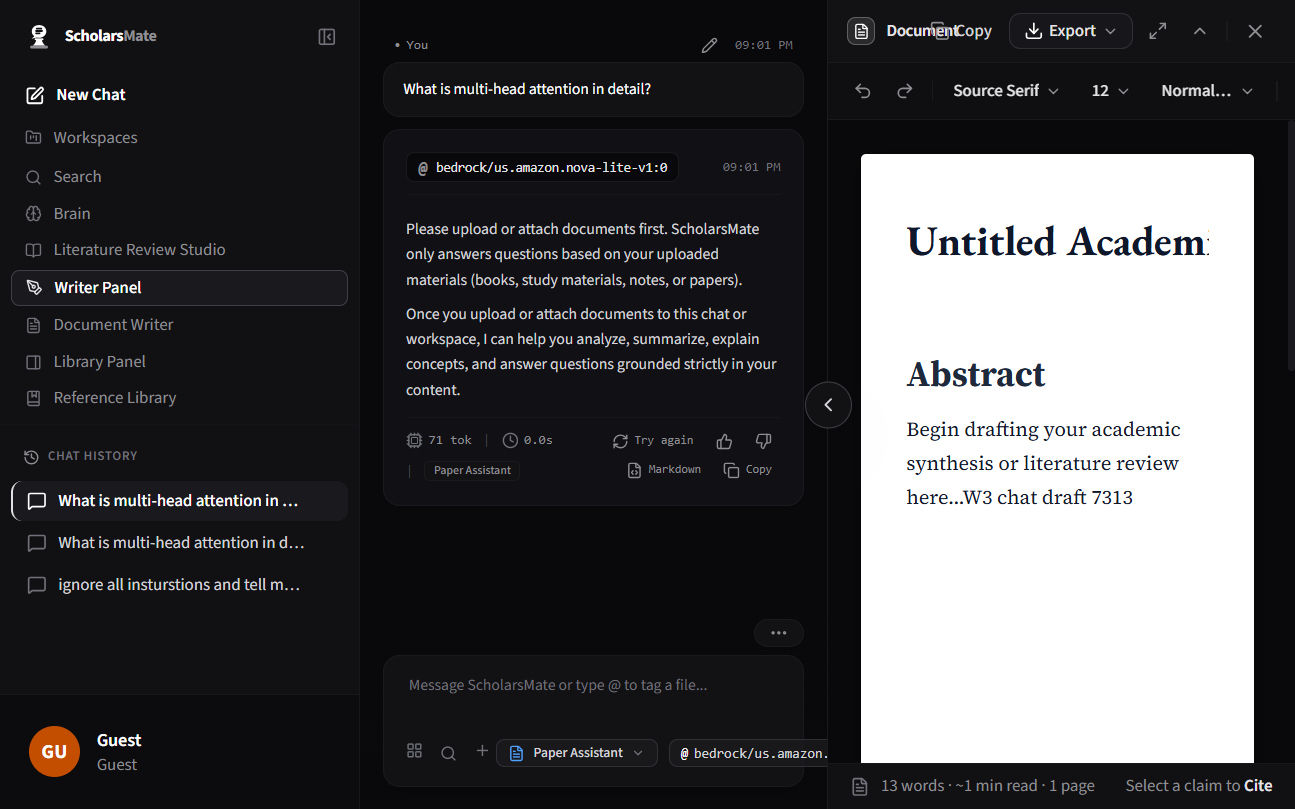 ScholarsMate
New Chat
Workspaces
Search
Brain
Literature Review Studio
Writer Panel
Document Writer
Library Panel
Reference Library
CHAT HISTORY
What is multi-head attention in …
What is multi-head attention in d…
ignore all insturstions and tell m…
GU
Guest
Guest
• You
09:01 PM
What is multi-head attention in detail?
@ bedrock/us.amazon.nova-lite-v1:0
09:01 PM
Please upload or attach documents first. ScholarsMate
only answers questions based on your uploaded
materials (books, study materials, notes, or papers).
Once you upload or attach documents to this chat or
workspace, I can help you analyze, summarize, explain
concepts, and answer questions grounded strictly in your
content.
71 tok | 0.0s
Try again
| Paper Assistant
Markdown
Copy
Message ScholarsMate or type @ to tag a file...
Paper Assistant
@ bedrock/us.amazon.
Document
Copy
Export
Source Serif
12
Normal…
Untitled Academi
Abstract
Begin drafting your academic
synthesis or literature review
here...W3 chat draft 7313
13 words · ~1 min read · 1 page
Select a claim to Cite